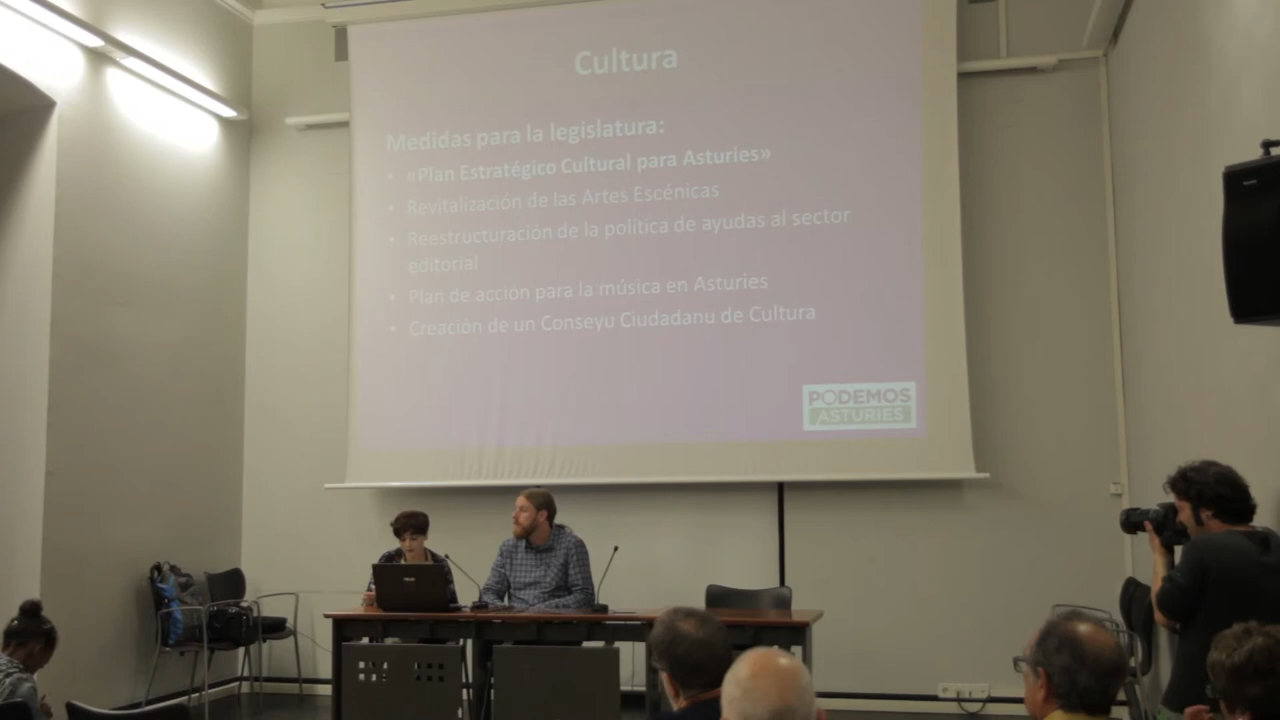 Cultura
Medidas para la legislatura:
• «Plan Estratégico Cultural para Asturies»
• Revitalización de las Artes Escénicas
• Reestructuración de la política de ayudas al sector
editorial
• Plan de acción para la música en Asturies
• Creación de un Conseyu Ciudadanu de Cultura
PODEMOS
ASTURIES